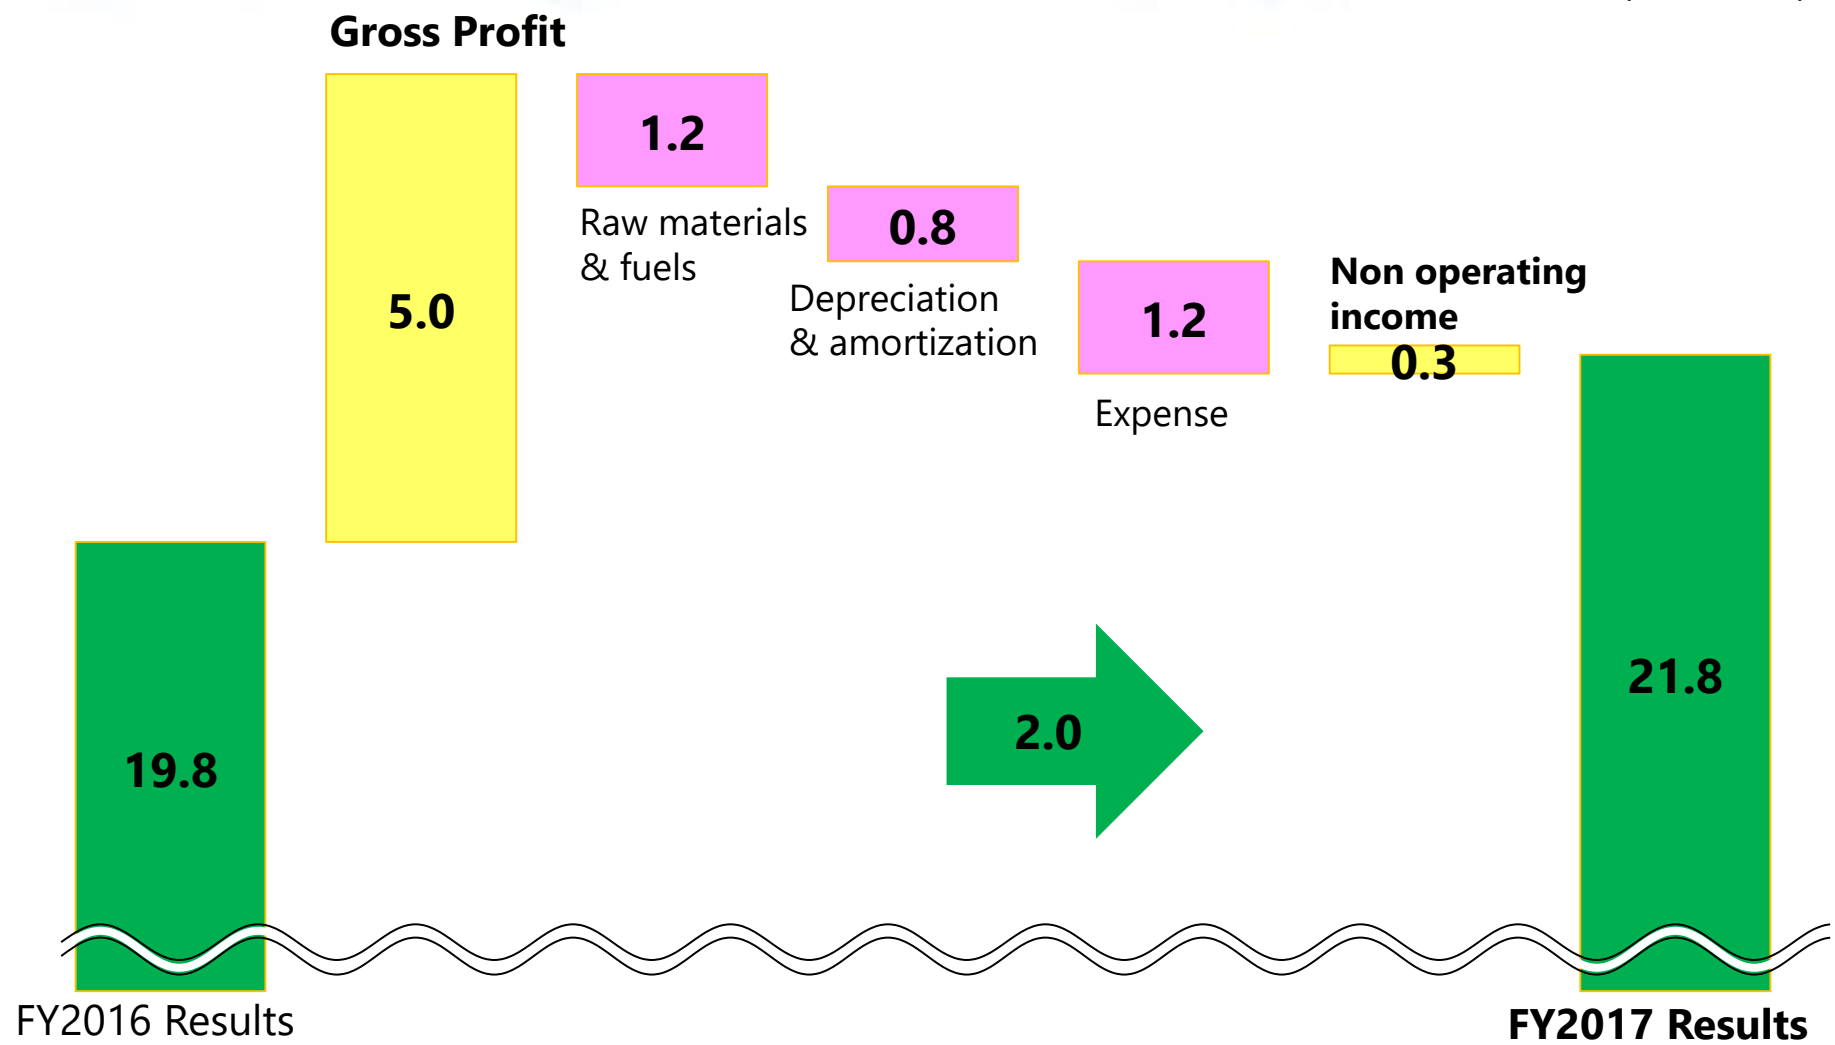 Gross Profit
1.2
Raw materials
& fuels
0.8
5.0
Depreciation
& amortization
1.2
Non operating
income
0.3
Expense
21.8
2.0
19.8
FY2016 Results
FY2017 Results